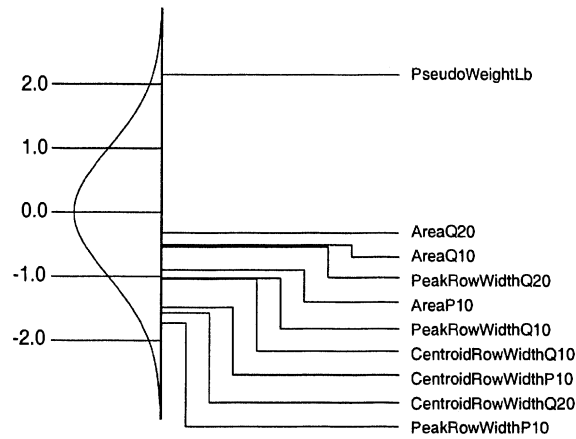 PseudoWeightLb
2.0
1.0
0.0
AreaQ20
AreaQ10
-1.0
PeakRowWidthQ20
AreaP10
PeakRowWidthQ10
-2.0
CentroidRowWidthQ10
CentroidRowWidthP10
CentroidRowWidthQ20
PeakRowWidthP10